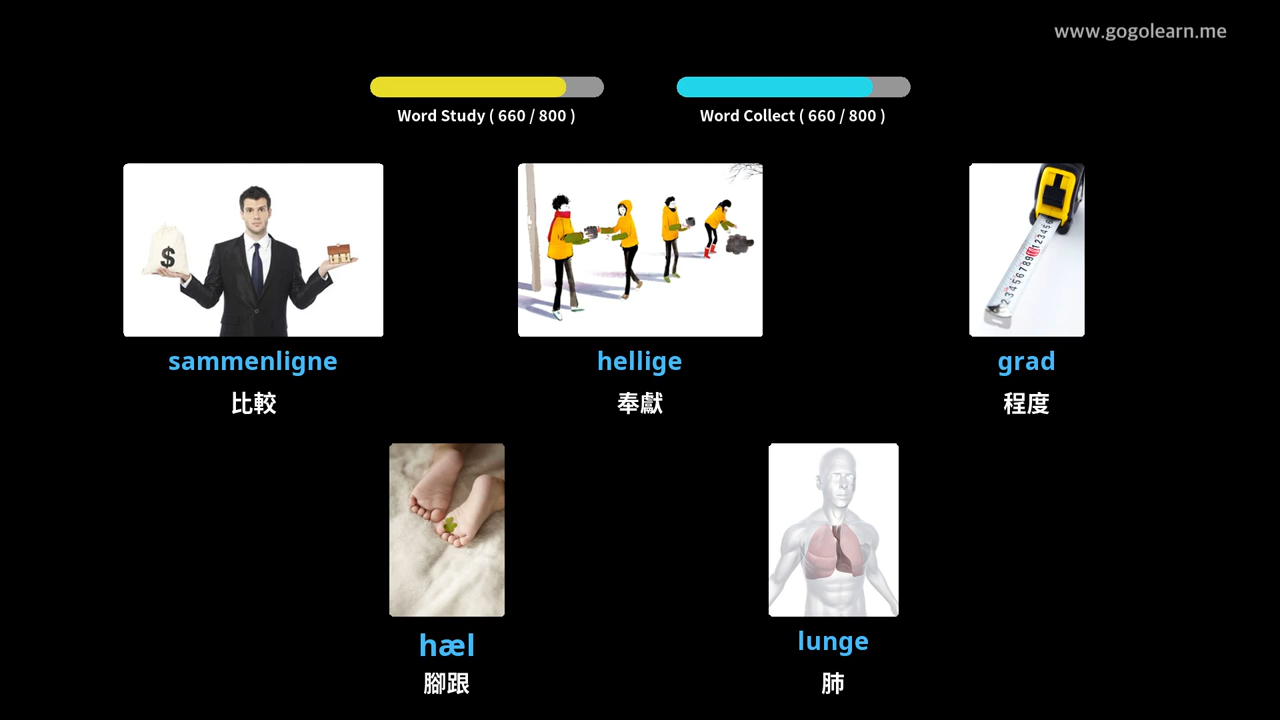 www.gogolearn.me
Word Study ( 660 / 800 )
Word Collect ( 660 / 800 )
$
sammenligne
hellige
grad
比較
奉獻
程度
hæl
lunge
腳跟
肺